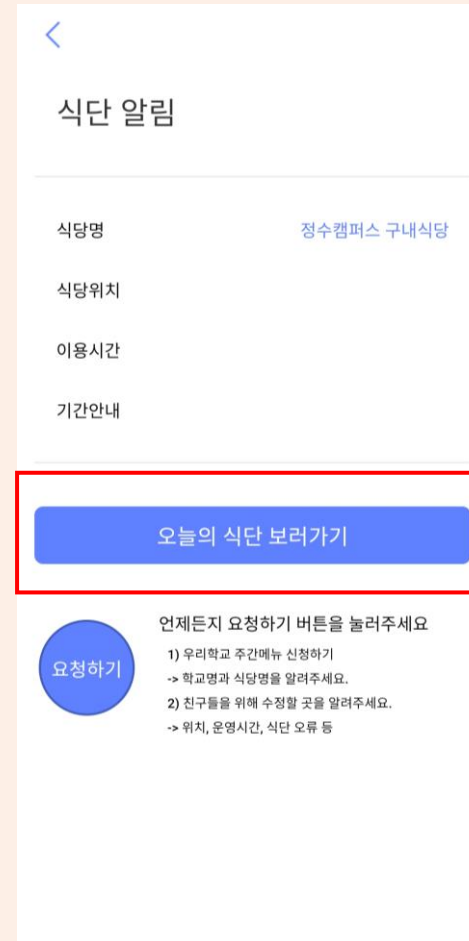 식단 알림
식당명 정수캠퍼스 구내식당
식당위치
이용시간
기간안내
오늘의 식단 보러가기
요청하기
언제든지 요청하기 버튼을 눌러주세요
1) 우리학교 주간메뉴 신청하기
-> 학교명과 식당명을 알려주세요.
2) 친구들을 위해 수정할 곳을 알려주세요.
-> 위치, 운영시간, 식단 오류 등